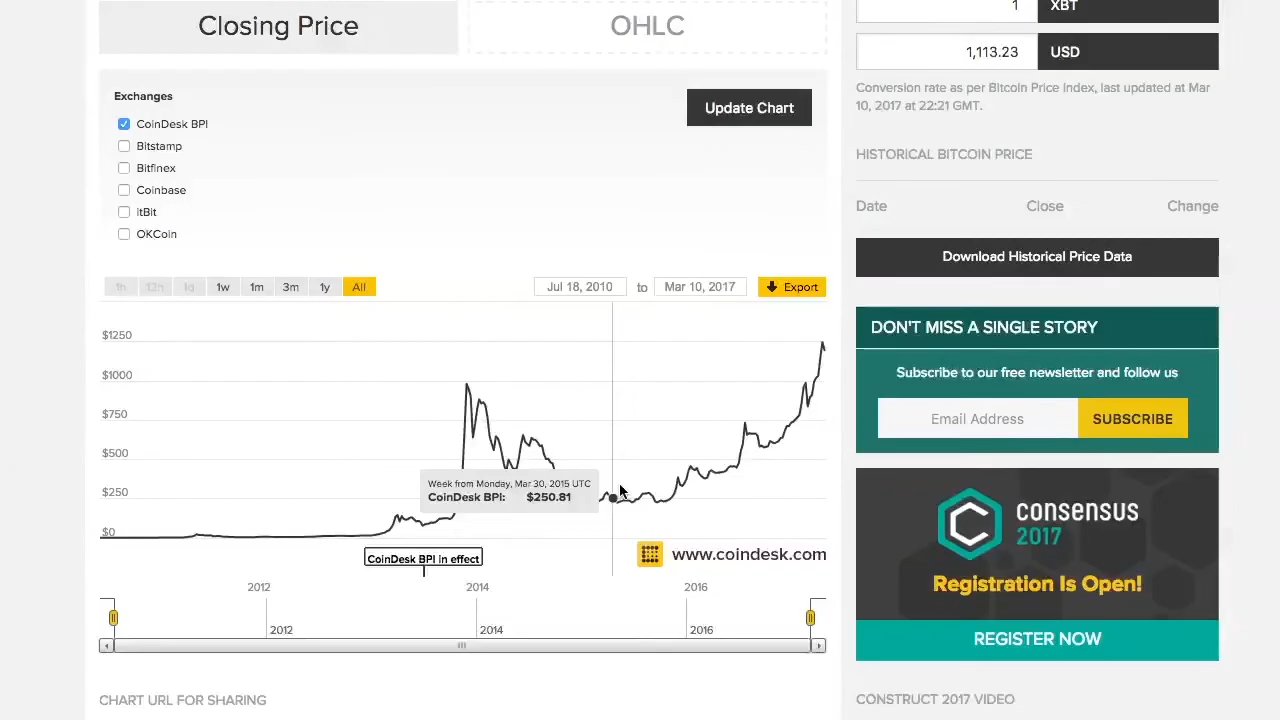 Closing Price
OHLC
Exchanges
Update Chart
CoinDesk BPI
Bitstamp
Bitfinex
Coinbase
itBit
OKCoin
1h 12h 1d 1w 1m 3m 1y All
Jul 18, 2010 to Mar 10, 2017 Export
$1250
$1000
$750
$500
$250
$0
Week from Monday, Mar 30, 2015 UTC
CoinDesk BPI: $250.81
CoinDesk BPI in effect
www.coindesk.com
2012 2014 2016
2012 2014 2016
CHART URL FOR SHARING
1 XBT
1,113.23 USD
Conversion rate as per Bitcoin Price Index, last updated at Mar
10, 2017 at 22:21 GMT.
HISTORICAL BITCOIN PRICE
Date Close Change
Download Historical Price Data
DON'T MISS A SINGLE STORY
Subscribe to our free newsletter and follow us
Email Address SUBSCRIBE
consensus
2017
Registration Is Open!
REGISTER NOW
CONSTRUCT 2017 VIDEO